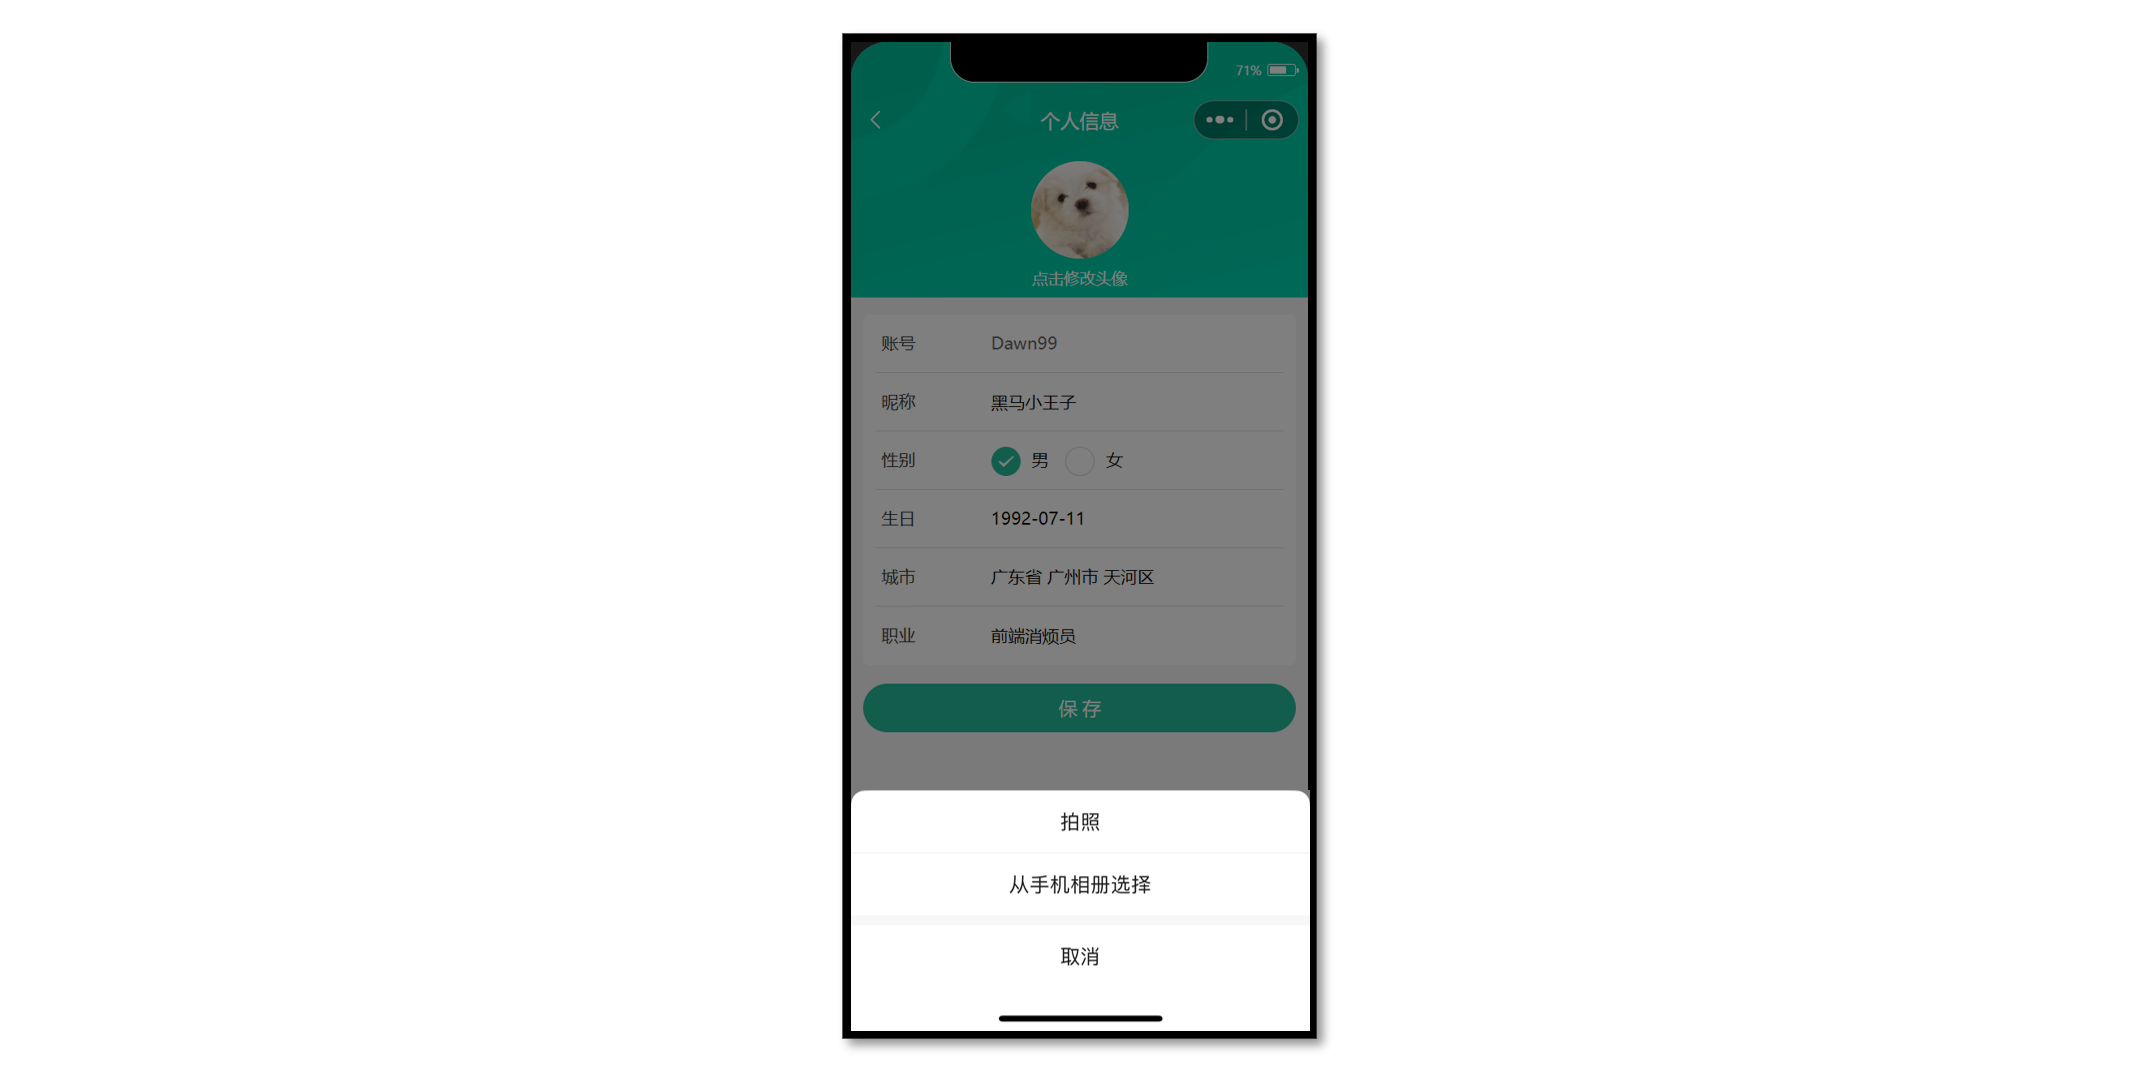 71%
个人信息
点击修改头像
账号 Dawn99
昵称 黑马小王子
性别 男 女
生日 1992-07-11
城市 广东省 广州市 天河区
职业 前端消烦员
保存
拍照
从手机相册选择
取消